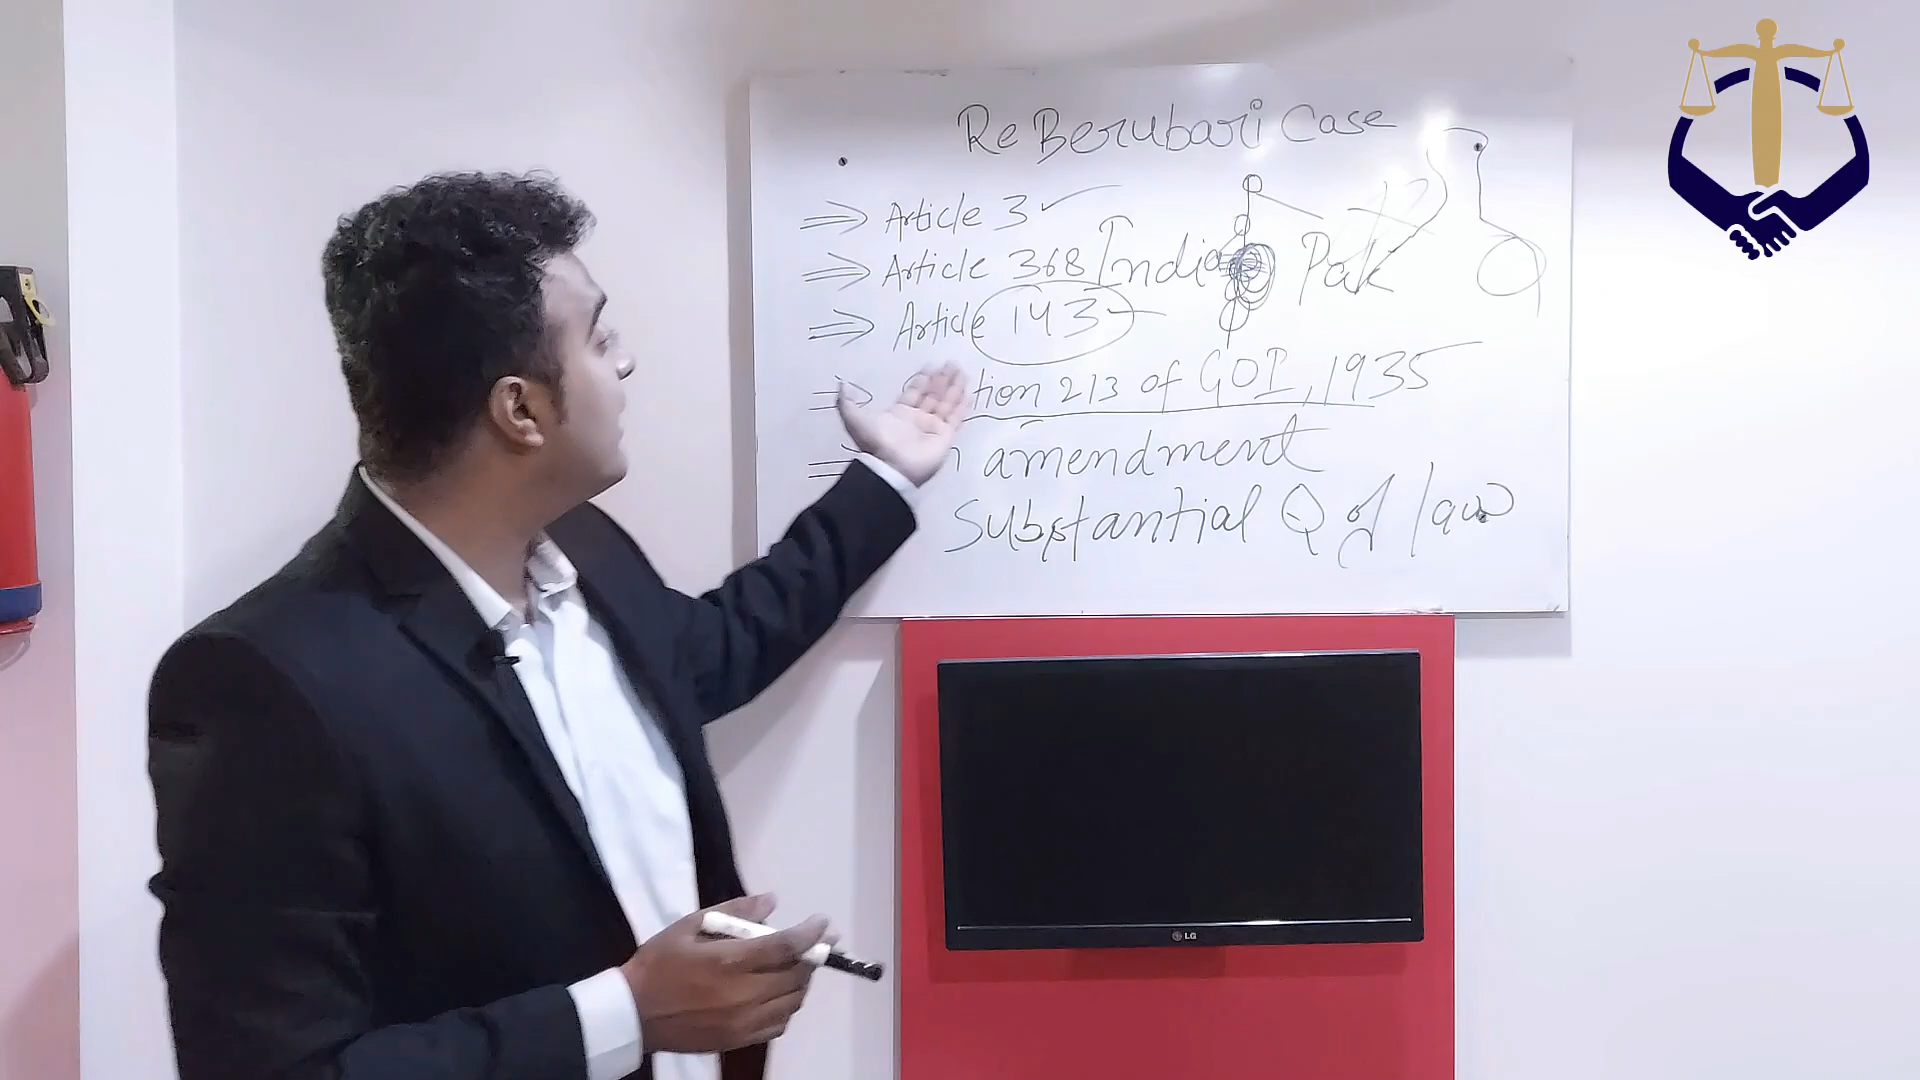 Re Berubari Case
⇒ Article 3 ✓
⇒ Article 368 India Pak
⇒ Article 143
⇒ tion 213 of GOI, 1935
amendment
Substantial Q of law
LG